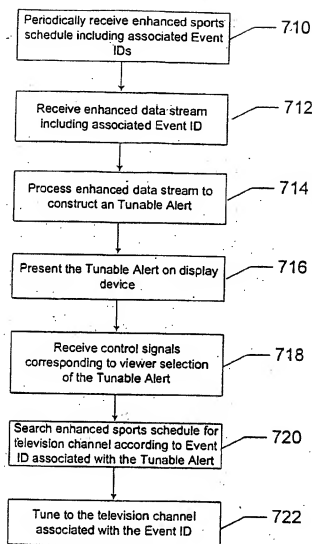 Periodically receive enhanced sports
schedule including associated Event
IDs
710
Receive enhanced data stream
including associated Event ID
712
Process enhanced data stream to
construct an Tunable Alert
714
Present the Tunable Alert on display
device
716
Receive control signals
corresponding to viewer selection
of the Tunable Alert
718
Search enhanced sports schedule for
television channel according to Event
ID associated with the Tunable Alert
720
Tune to the television channel
associated with the Event ID
722